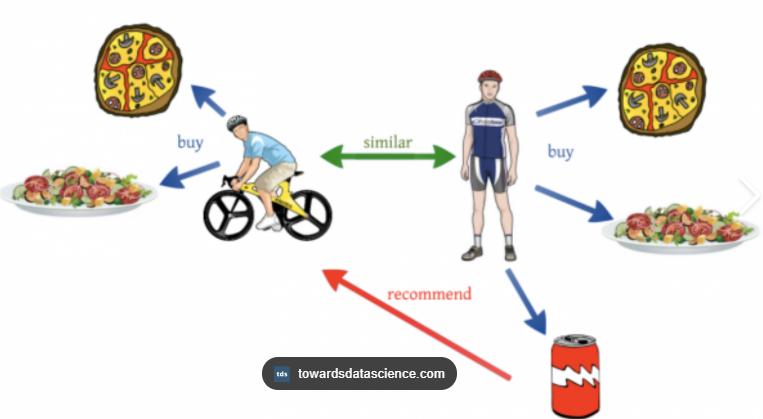 buy
similar
buy
recommend
tds
towardsdatascience.com